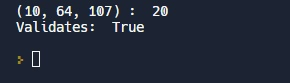 (10, 64, 107) :  20
Validates:  True
>